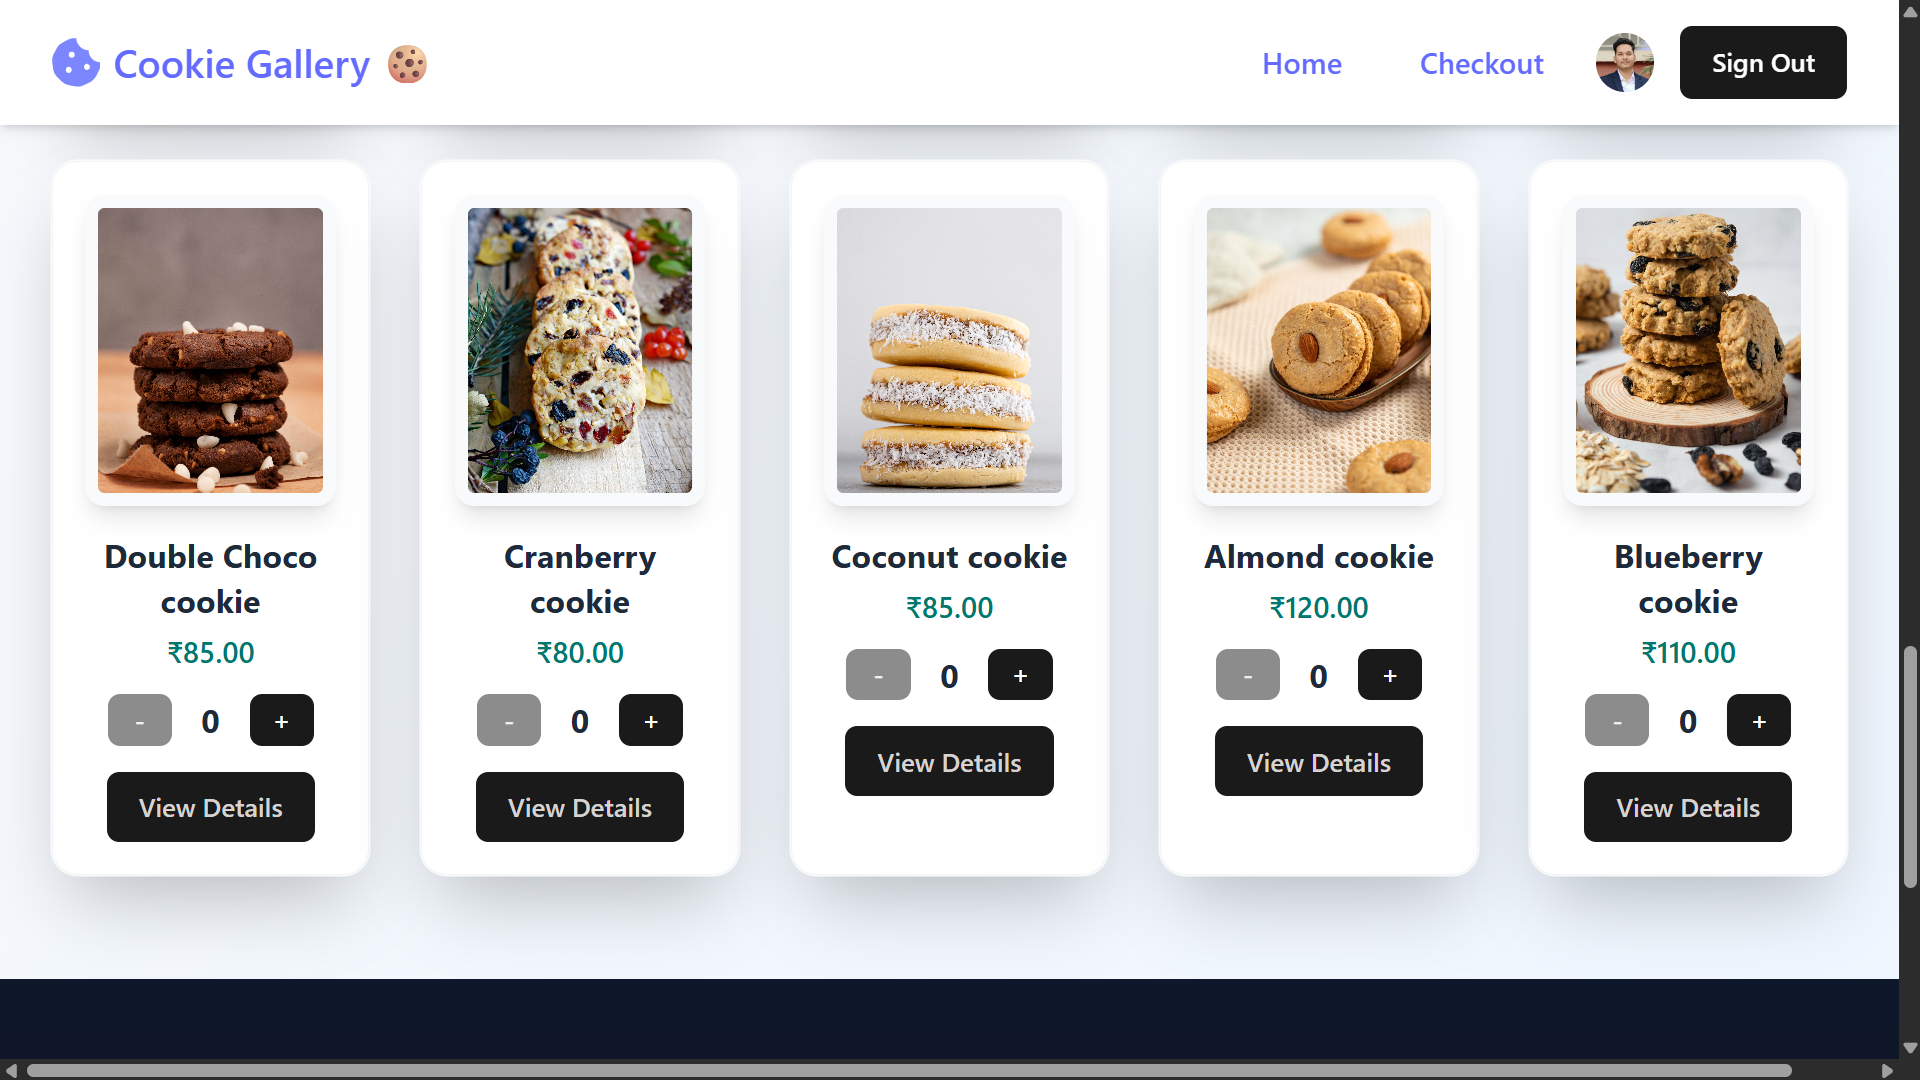 Cookie Gallery 🍪
Home
Checkout
Sign Out
Double Choco
cookie
₹85.00
- 0 +
View Details
Cranberry
cookie
₹80.00
- 0 +
View Details
Coconut cookie
₹85.00
- 0 +
View Details
Almond cookie
₹120.00
- 0 +
View Details
Blueberry
cookie
₹110.00
- 0 +
View Details